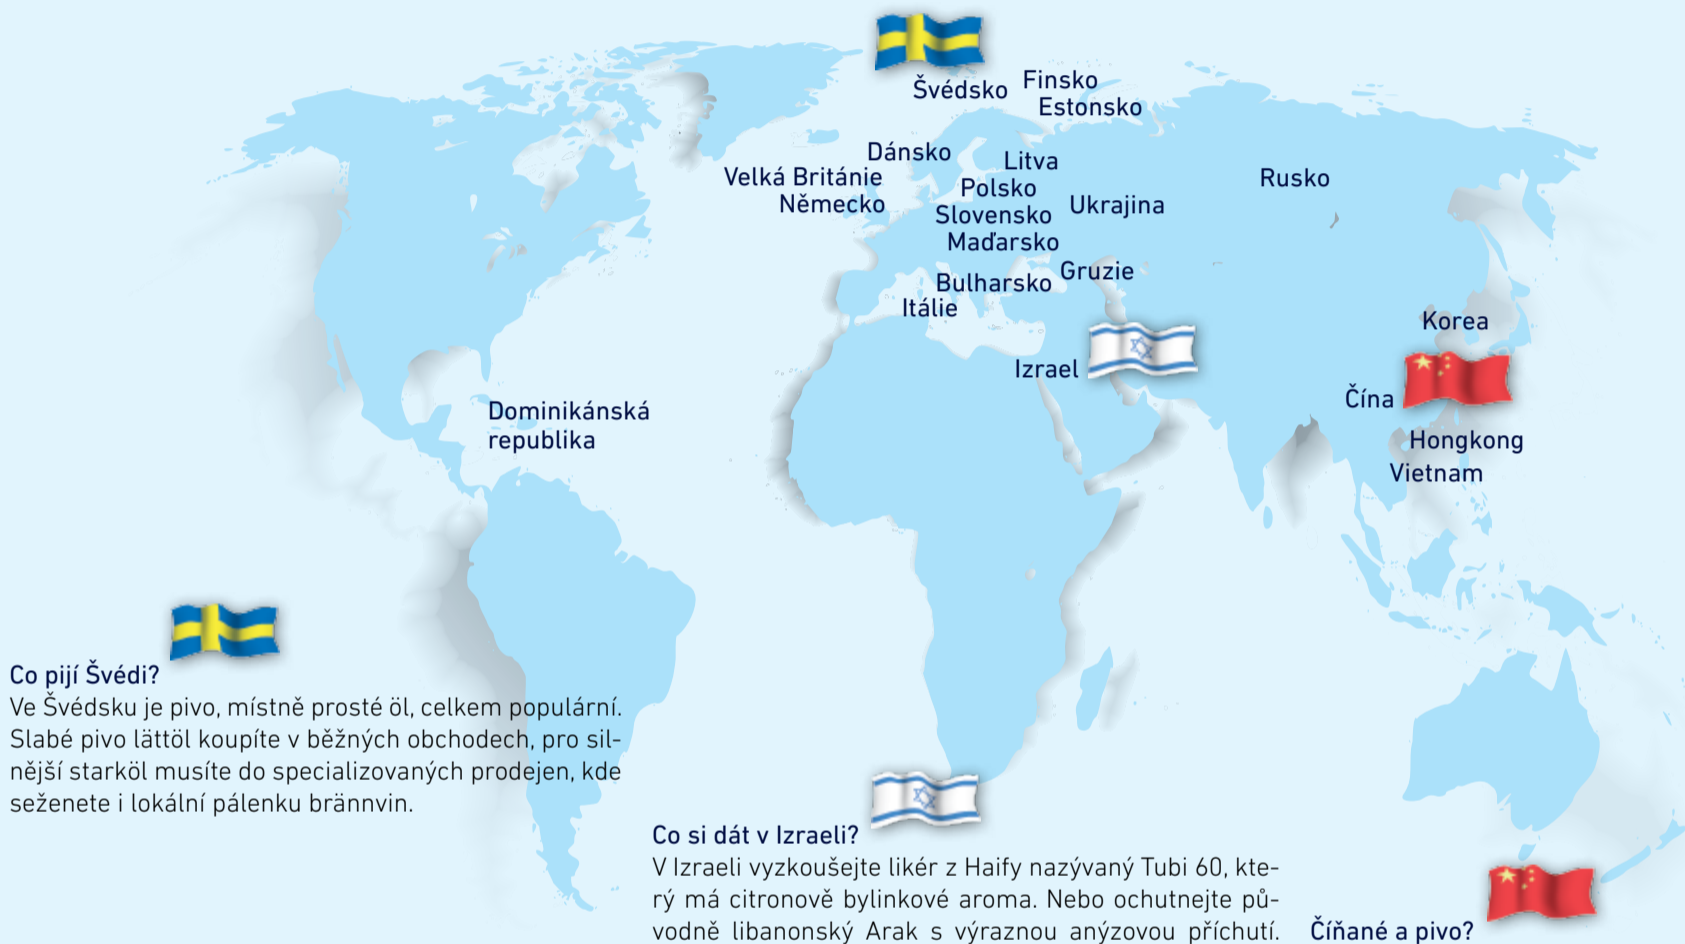 Švédsko
Finsko
Estonsko
Dánsko
Litva
Velká Británie
Polsko
Rusko
Německo
Slovensko
Ukrajina
Maďarsko
Gruzie
Bulharsko
Itálie
Korea
Izrael
Čína
Dominikánská
republika
Hongkong
Vietnam
Co pijí Švédi?
Ve Švédsku je pivo, místně prosté öl, celkem populární.
Slabé pivo lättöl koupíte v běžných obchodech, pro sil-
nější starköl musíte do specializovaných prodejen, kde
seženete i lokální pálenku brännvin.
Co si dát v Izraeli?
V Izraeli vyzkoušejte likér z Haify nazývaný Tubi 60, kte-
rý má citronově bylinkové aroma. Nebo ochutnejte pů-
vodně libanonský Arak s výraznou anýzovou příchutí.
Číňané a pivo?